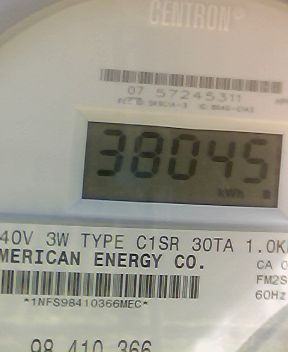 CENTRON
07 57245311
38045
kWh
40V 3W TYPE C1SR 30TA 1.0K
MERICAN ENERGY CO.
CA 0
FM2S
*1NFS98410366MEC*
60Hz
98 410 366